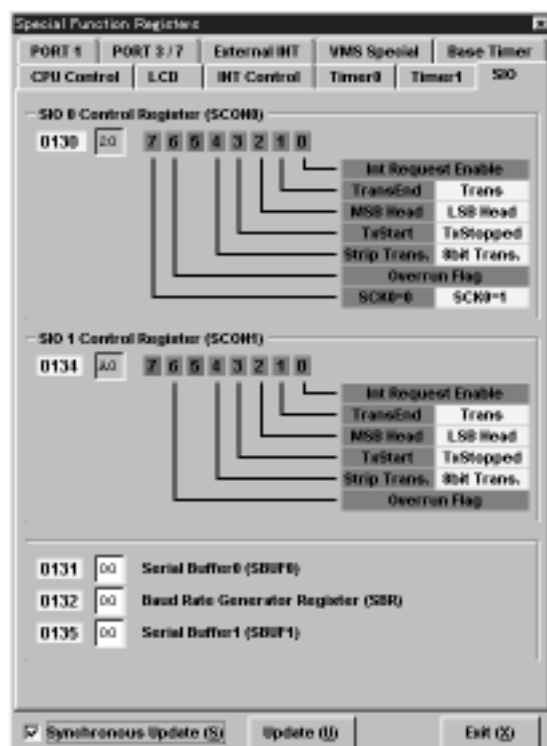 Special Function Registers
PORT 1 PORT 3 / 7 External INT VMS Special Base Timer
CPU Control LCD INT Control Timer0 Timer1 SIO
SIO 0 Control Register (SCON0)
0130 7 6 5 4 3 2 1 0
Int Request Enable
TransEnd Trans
MSB Head LSB Head
TxStart TxStopped
Strip Trans. 8bit Trans.
Overrun Flag
SCK0=0 SCK0=1
SIO 1 Control Register (SCON1)
0134 A0 7 6 5 4 3 2 1 0
Int Request Enable
TransEnd Trans
MSB Head LSB Head
TxStart TxStopped
Strip Trans. 8bit Trans.
Overrun Flag
0131 00 Serial Buffer0 (SBUF0)
0132 00 Baud Rate Generator Register (SBR)
0135 00 Serial Buffer1 (SBUF1)
Synchronous Update (S) Update (U) Exit (X)